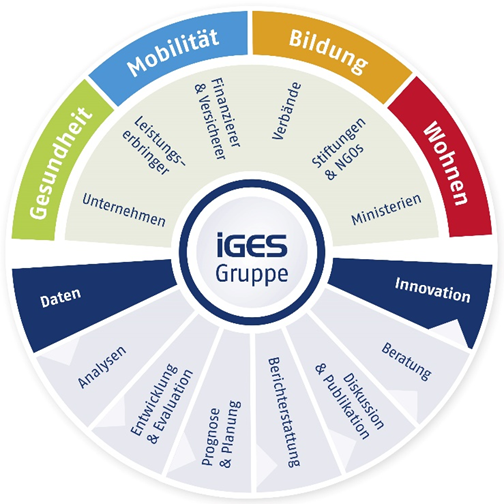 Gesundheit
Mobilität
Bildung
Wohnen
Unternehmen
Leistungs-
erbringer
Finanzierer
& Versicherer
Verbände
Stiftungen
& NGOs
Ministerien
iGES
Gruppe
Daten
Analysen
Entwicklung
& Evaluation
Prognose
& Planung
Berichterstattung
Diskussion
& Publikation
Beratung
Innovation